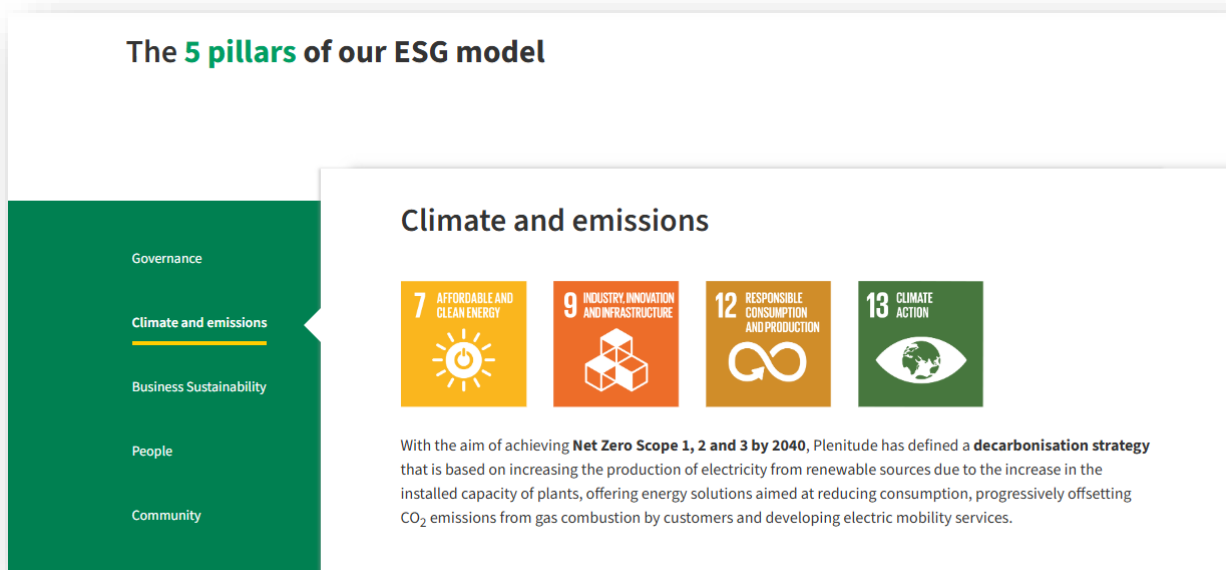 The 5 pillars of our ESG model
Governance
Climate and emissions
Business Sustainability
People
Community
Climate and emissions
7 AFFORDABLE AND
CLEAN ENERGY
9 INDUSTRY, INNOVATION
AND INFRASTRUCTURE
12 RESPONSIBLE
CONSUMPTION
AND PRODUCTION
13 CLIMATE
ACTION
With the aim of achieving Net Zero Scope 1, 2 and 3 by 2040, Plenitude has defined a decarbonisation strategy
that is based on increasing the production of electricity from renewable sources due to the increase in the
installed capacity of plants, offering energy solutions aimed at reducing consumption, progressively offsetting
CO₂ emissions from gas combustion by customers and developing electric mobility services.